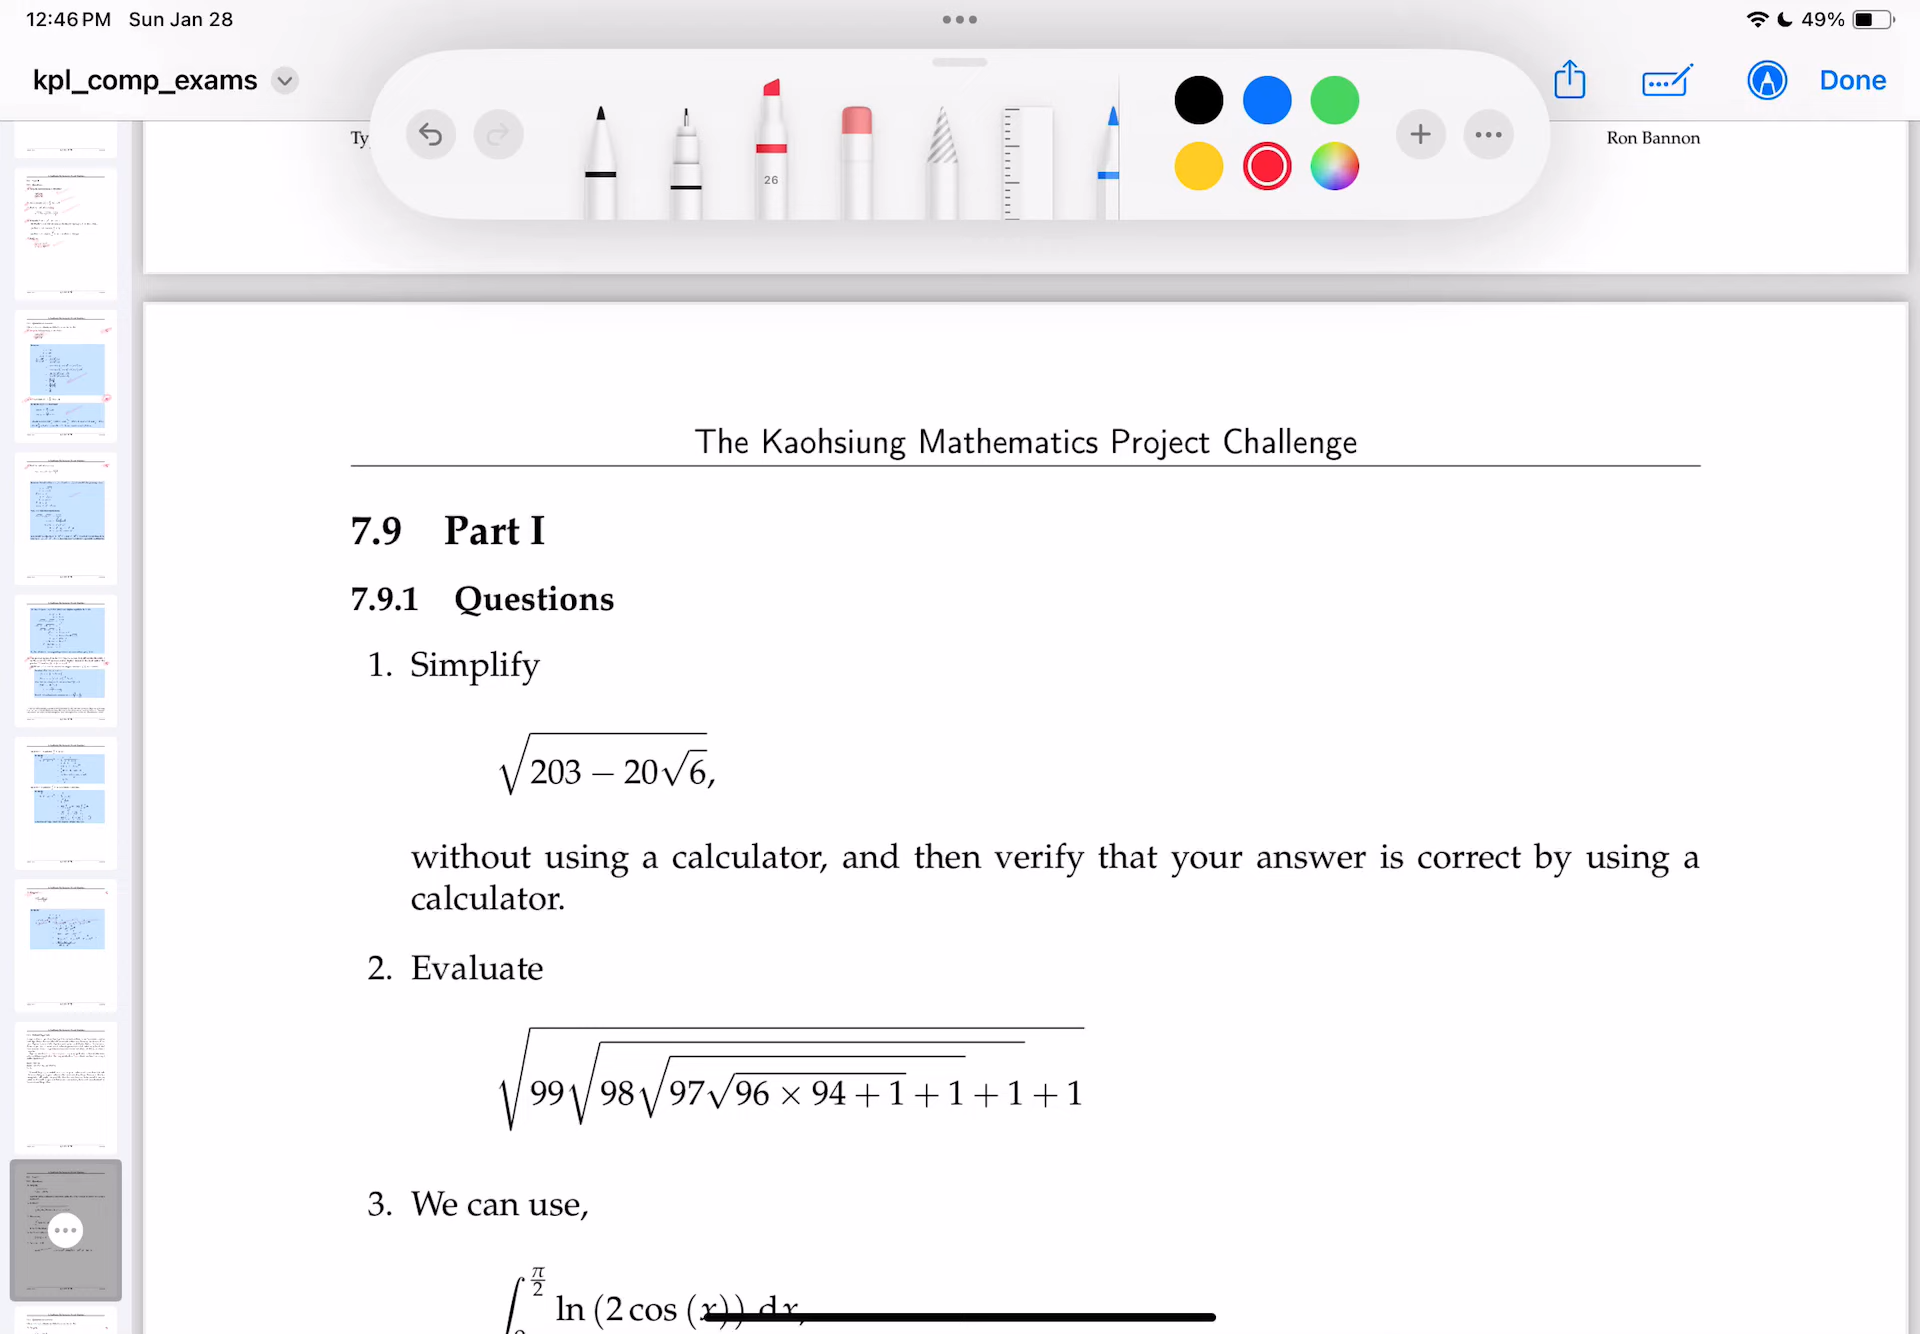 12:46 PM Sun Jan 28
49%
kpl_comp_exams
Done
26
Ty
Ron Bannon
The Kaohsiung Mathematics Project Challenge
7.9 Part I
7.9.1 Questions
1. Simplify
√(203 − 20√6),
without using a calculator, and then verify that your answer is correct by using a
calculator.
2. Evaluate
√(99√(98√(97√(96 × 94 + 1) + 1) + 1) + 1)
3. We can use,
∫₀^{π/2} ln (2 cos (x)) dx,